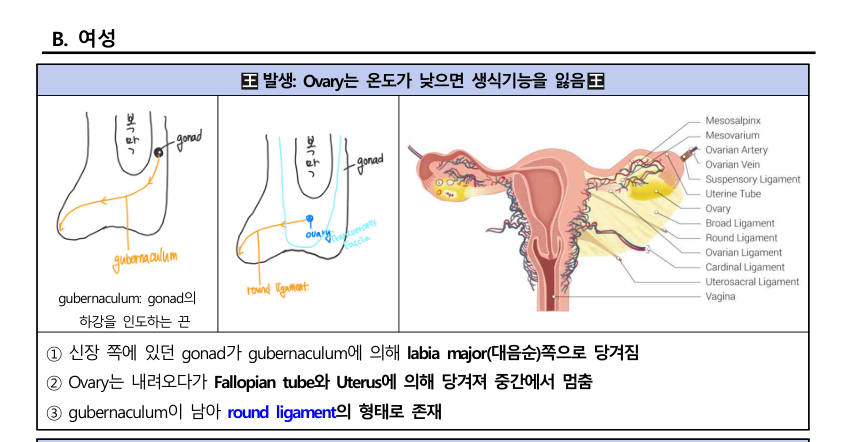 B. 여성
王 발생: Ovary는 온도가 낮으면 생식기능을 잃음 王
복막
gonad
gubernaculum
gubernaculum: gonad의
하강을 인도하는 끈
복막
gonad
ovary
fascia
round ligament
Mesosalpinx
Mesovarium
Ovarian Artery
Ovarian Vein
Suspensory Ligament
Uterine Tube
Ovary
Broad Ligament
Round Ligament
Ovarian Ligament
Cardinal Ligament
Uterosacral Ligament
Vagina
① 신장 쪽에 있던 gonad가 gubernaculum에 의해 labia major(대음순)쪽으로 당겨짐
② Ovary는 내려오다가 Fallopian tube와 Uterus에 의해 당겨져 중간에서 멈춤
③ gubernaculum이 남아 round ligament의 형태로 존재